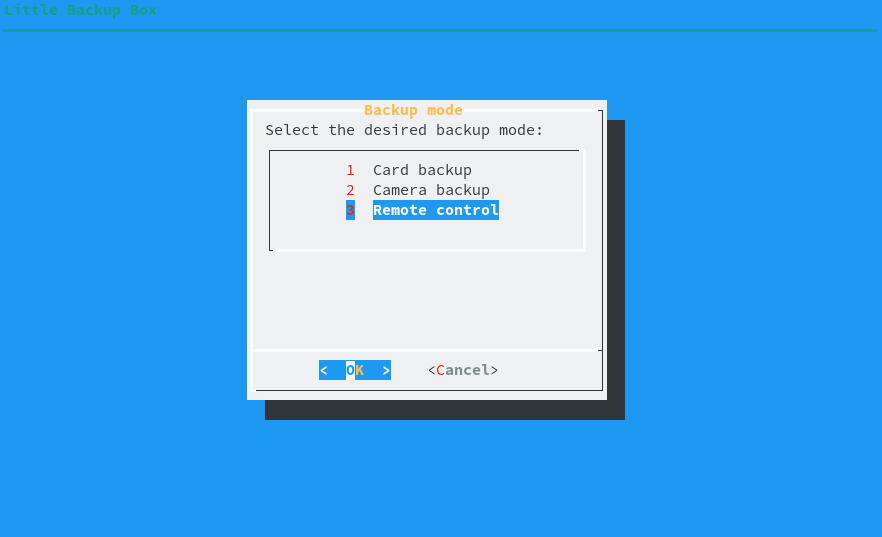 Little Backup Box
Backup mode
Select the desired backup mode:
1 Card backup
2 Camera backup
3 Remote control
< OK > <Cancel>